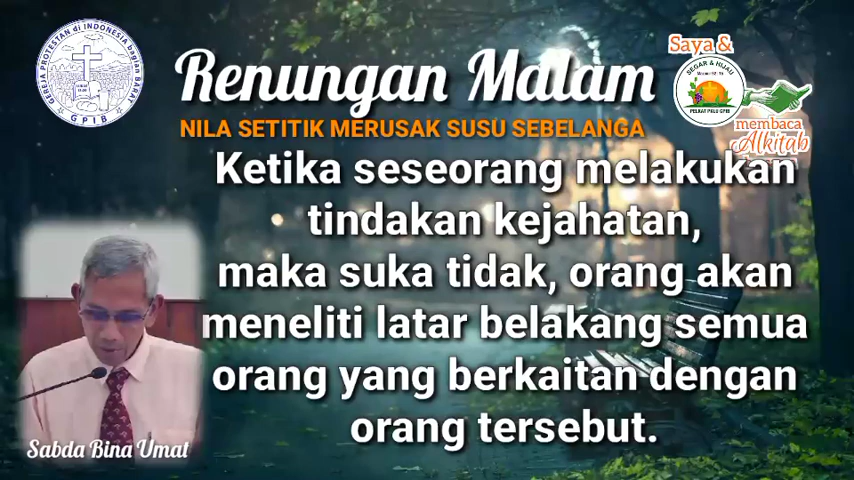 GEREJA PROTESTAN di INDONESIA bagian BARAT
GPIB
Renungan Malam
Saya &
SEGAR & HIJAU
PELKAT PKLU GPIB
membaca
Alkitab
NILA SETITIK MERUSAK SUSU SEBELANGA
Ketika seseorang melakukan
tindakan kejahatan,
maka suka tidak, orang akan
meneliti latar belakang semua
orang yang berkaitan dengan
orang tersebut.
Sabda Bina Umat